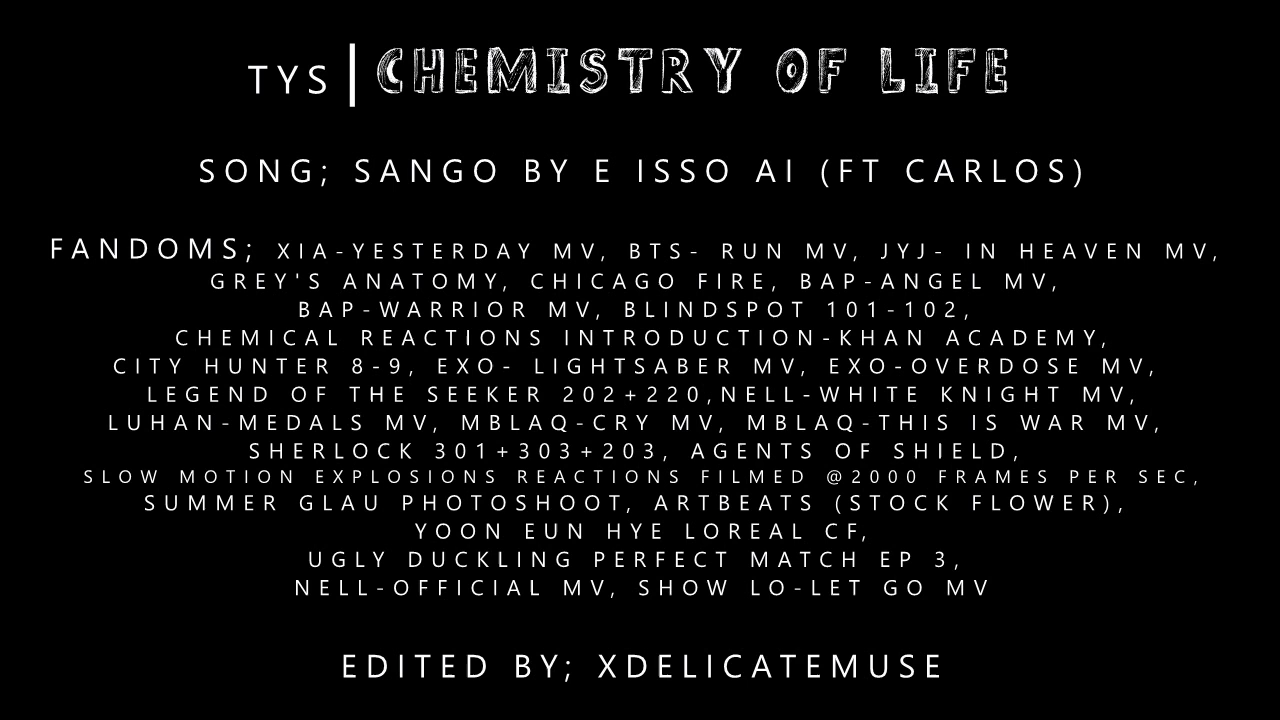 TYS | CHEMISTRY OF LIFE
SONG; SANGO BY E ISSO AI (FT CARLOS)
FANDOMS; XIA-YESTERDAY MV, BTS- RUN MV, JYJ- IN HEAVEN MV,
GREY'S ANATOMY, CHICAGO FIRE, BAP-ANGEL MV,
BAP-WARRIOR MV, BLINDSPOT 101-102,
CHEMICAL REACTIONS INTRODUCTION-KHAN ACADEMY,
CITY HUNTER 8-9, EXO- LIGHTSABER MV, EXO-OVERDOSE MV,
LEGEND OF THE SEEKER 202+220,NELL-WHITE KNIGHT MV,
LUHAN-MEDALS MV, MBLAQ-CRY MV, MBLAQ-THIS IS WAR MV,
SHERLOCK 301+303+203, AGENTS OF SHIELD,
SLOW MOTION EXPLOSIONS REACTIONS FILMED @2000 FRAMES PER SEC,
SUMMER GLAU PHOTOSHOOT, ARTBEATS (STOCK FLOWER),
YOON EUN HYE LOREAL CF,
UGLY DUCKLING PERFECT MATCH EP 3,
NELL-OFFICIAL MV, SHOW LO-LET GO MV
EDITED BY; XDELICATEMUSE